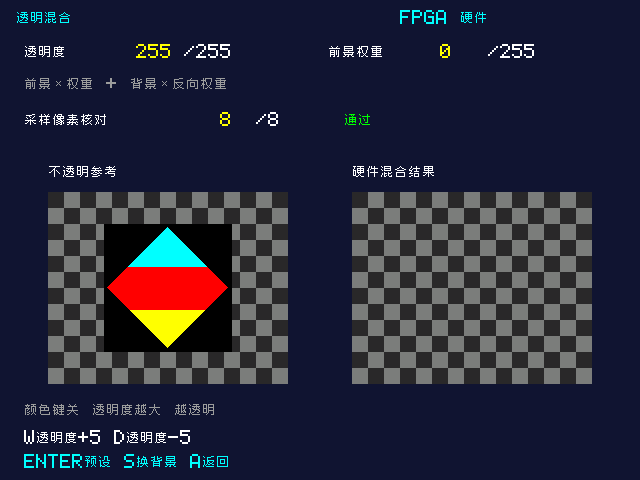 透明混合 FPGA 硬件
透明度 255 /255 前景权重 0 /255
前景×权重 + 背景×反向权重
采样像素核对 8 /8 通过
不透明参考 硬件混合结果
颜色键关 透明度越大 越透明
W透明度+5 D透明度-5
ENTER预设 S换背景 A返回